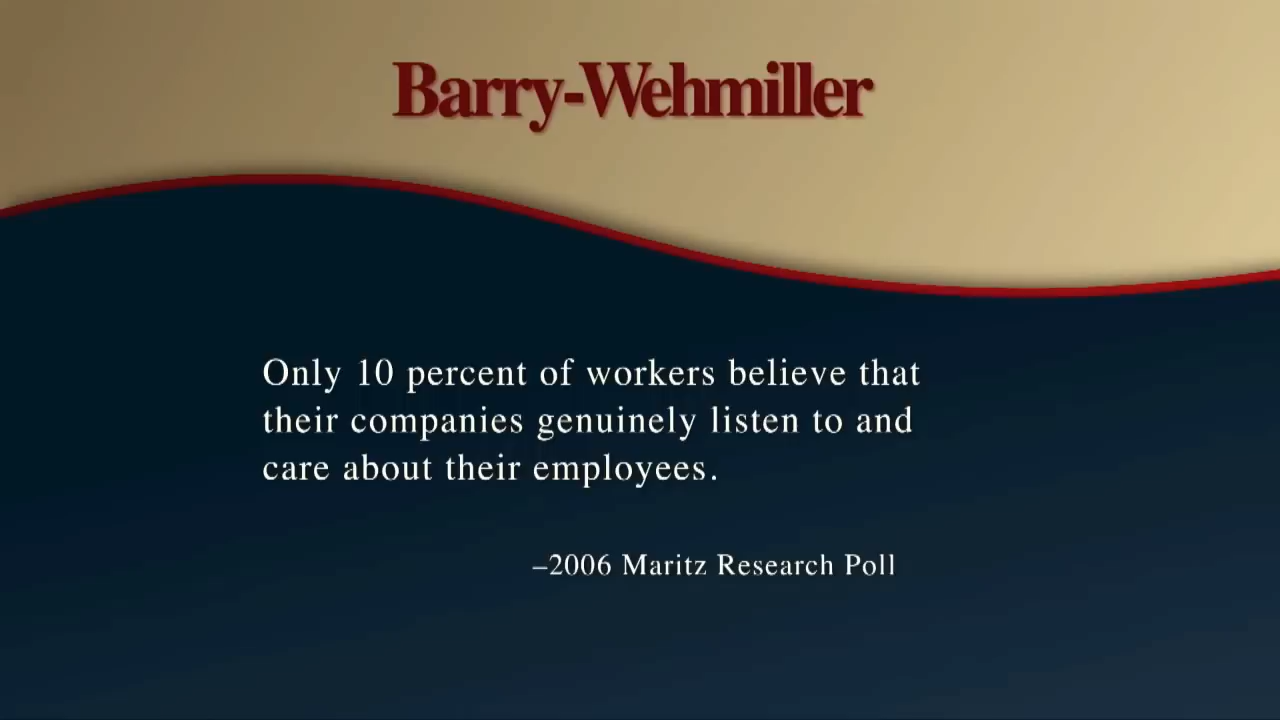 Barry-Wehmiller
Only 10 percent of workers believe that
their companies genuinely listen to and
care about their employees.
–2006 Maritz Research Poll